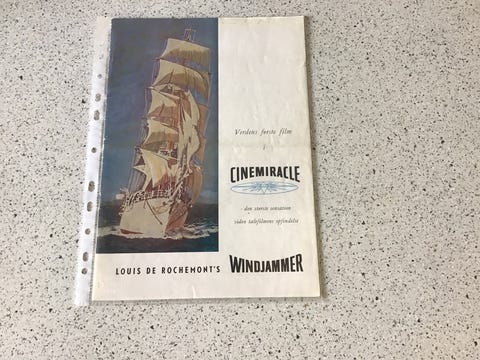 Verdens første film
i
CINEMIRACLE
- den største sensation
siden talefilmens opfindelse
LOUIS DE ROCHEMONT'S WINDJAMMER